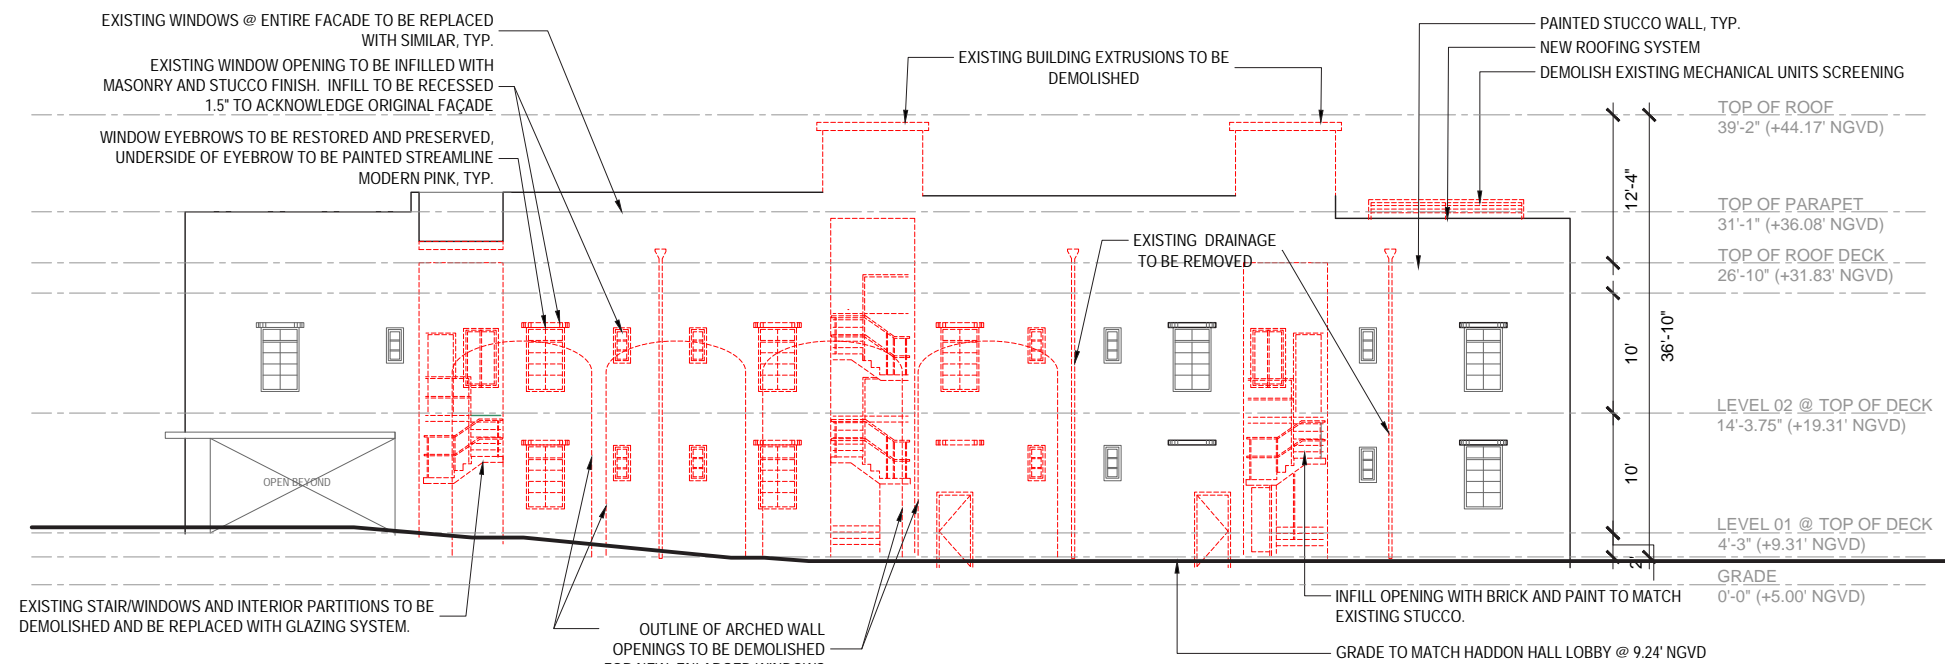 EXISTING WINDOWS @ ENTIRE FACADE TO BE REPLACED
WITH SIMILAR, TYP.
EXISTING WINDOW OPENING TO BE INFILLED WITH
MASONRY AND STUCCO FINISH. INFILL TO BE RECESSED
1.5" TO ACKNOWLEDGE ORIGINAL FAÇADE
WINDOW EYEBROWS TO BE RESTORED AND PRESERVED,
UNDERSIDE OF EYEBROW TO BE PAINTED STREAMLINE
MODERN PINK, TYP.
EXISTING BUILDING EXTRUSIONS TO BE
DEMOLISHED
PAINTED STUCCO WALL, TYP.
NEW ROOFING SYSTEM
DEMOLISH EXISTING MECHANICAL UNITS SCREENING
TOP OF ROOF
39'-2" (+44.17' NGVD)
TOP OF PARAPET
31'-1" (+36.08' NGVD)
TOP OF ROOF DECK
26'-10" (+31.83' NGVD)
LEVEL 02 @ TOP OF DECK
14'-3.75" (+19.31' NGVD)
LEVEL 01 @ TOP OF DECK
4'-3" (+9.31' NGVD)
GRADE
0'-0" (+5.00' NGVD)
12'-4"
10'
36'-10"
10'
2'
EXISTING DRAINAGE
TO BE REMOVED
OPEN BEYOND
EXISTING STAIR/WINDOWS AND INTERIOR PARTITIONS TO BE
DEMOLISHED AND BE REPLACED WITH GLAZING SYSTEM.
OUTLINE OF ARCHED WALL
OPENINGS TO BE DEMOLISHED
FOR NEW ENLARGED WINDOWS
INFILL OPENING WITH BRICK AND PAINT TO MATCH
EXISTING STUCCO.
GRADE TO MATCH HADDON HALL LOBBY @ 9.24' NGVD